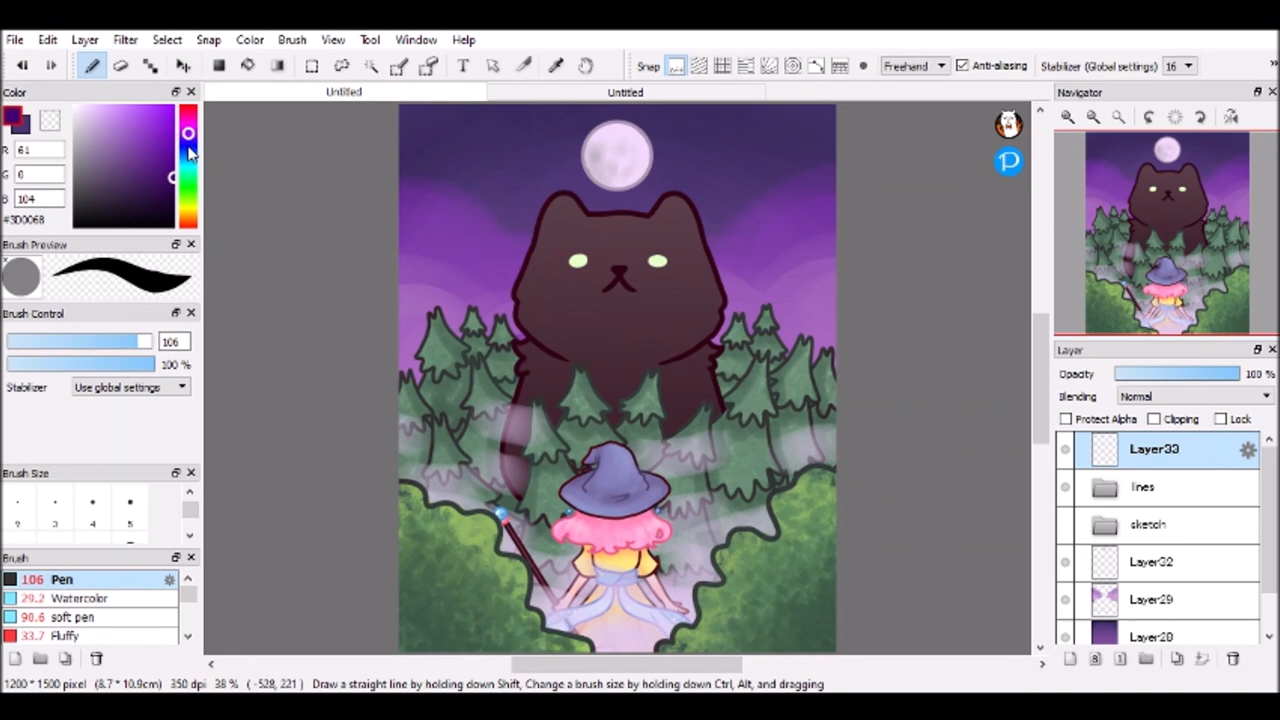 File Edit Layer Filter Select Snap Color Brush View Tool Window Help
T Snap Freehand Anti-aliasing Stabilizer (Global settings) 16
Color
Untitled Untitled
Navigator
R 61
G 0
B 104
#3D0068
Brush Preview
Brush Control
106
100 %
Stabilizer Use global settings
Layer
Opacity 100 %
Blending Normal
Protect Alpha Clipping Lock
Layer33
lines
sketch
Layer32
Layer29
Layer28
Brush Size
3 4 5
Brush
106 Pen
29.2 Watercolor
90.6 soft pen
33.7 Fluffy
1200 * 1500 pixel (8.7 * 10.9cm) 350 dpi 38 % ( -528, 221 ) Draw a straight line by holding down Shift, Change a brush size by holding down Ctrl, Alt, and dragging